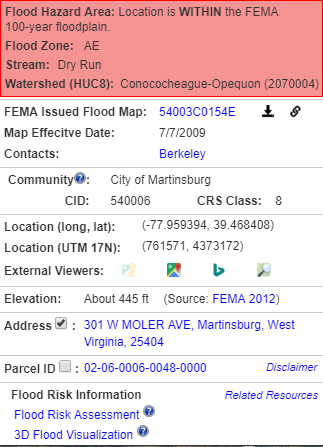 Flood Hazard Area: Location is WITHIN the FEMA
100-year floodplain.
Flood Zone: AE
Stream: Dry Run
Watershed (HUC8): Conococheague-Opequon (2070004)
FEMA Issued Flood Map: 54003C0154E
Map Effecitve Date: 7/7/2009
Contacts: Berkeley
Community?: City of Martinsburg
CID: 540006 CRS Class: 8
Location (long, lat): (-77.959394, 39.468408)
Location (UTM 17N): (761571, 4373172)
External Viewers:
Elevation: About 445 ft (Source: FEMA 2012)
Address : 301 W MOLER AVE, Martinsburg, West
Virginia, 25404
Parcel ID : 02-06-0006-0048-0000 Disclaimer
Flood Risk Information Related Resources
Flood Risk Assessment ?
3D Flood Visualization ?